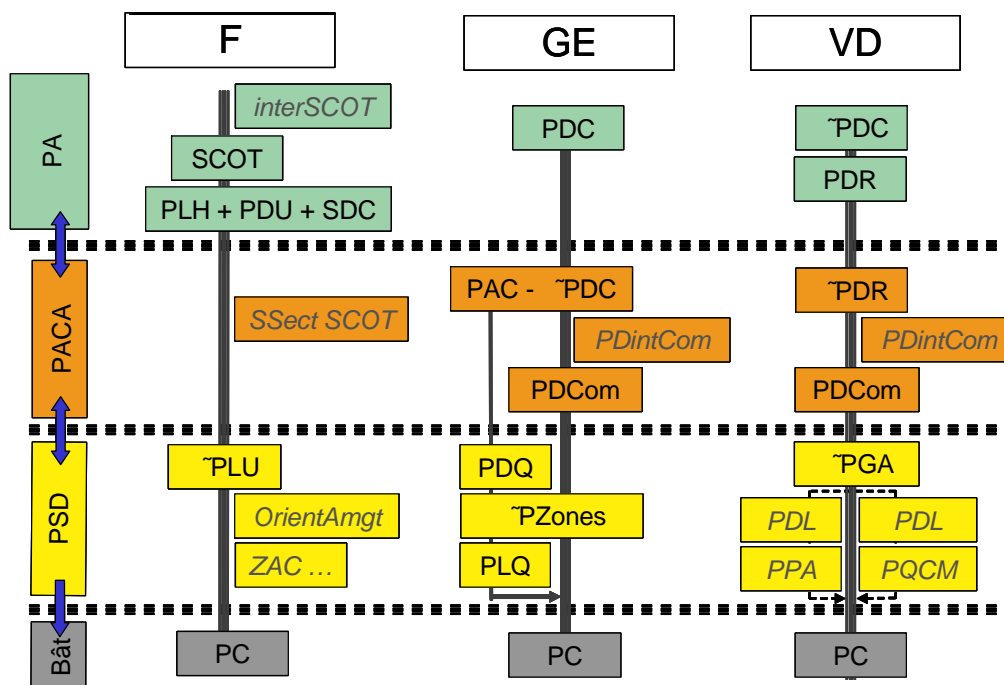 F
GE
VD
PA
interSCOT
SCOT
PLH + PDU + SDC
PDC
~PDC
PDR
PACA
SSect SCOT
PAC - ~PDC
PDintCom
PDCom
~PDR
PDintCom
PDCom
PSD
~PLU
OrientAmgt
ZAC ...
PDQ
~PZones
PLQ
~PGA
PDL
PDL
PPA
PQCM
Bât
PC
PC
PC